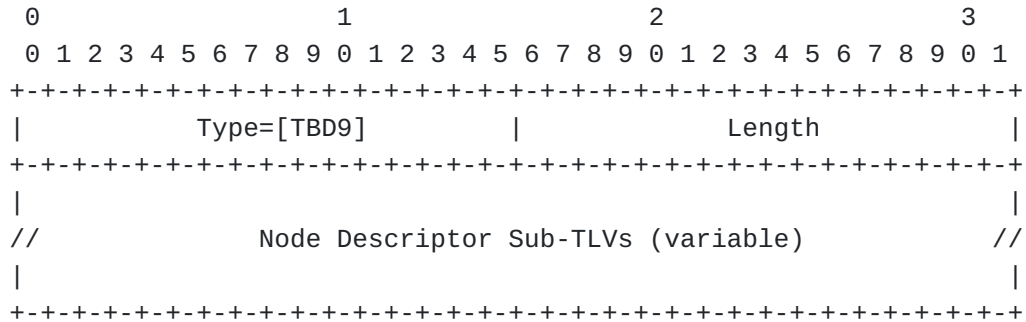 0                   1                   2                   3
0 1 2 3 4 5 6 7 8 9 0 1 2 3 4 5 6 7 8 9 0 1 2 3 4 5 6 7 8 9 0 1
+-+-+-+-+-+-+-+-+-+-+-+-+-+-+-+-+-+-+-+-+-+-+-+-+-+-+-+-+-+-+-+-+
|           Type=[TBD9]         |             Length            |
+-+-+-+-+-+-+-+-+-+-+-+-+-+-+-+-+-+-+-+-+-+-+-+-+-+-+-+-+-+-+-+-+
|                                                               |
//              Node Descriptor Sub-TLVs (variable)            //
|                                                               |
+-+-+-+-+-+-+-+-+-+-+-+-+-+-+-+-+-+-+-+-+-+-+-+-+-+-+-+-+-+-+-+-+